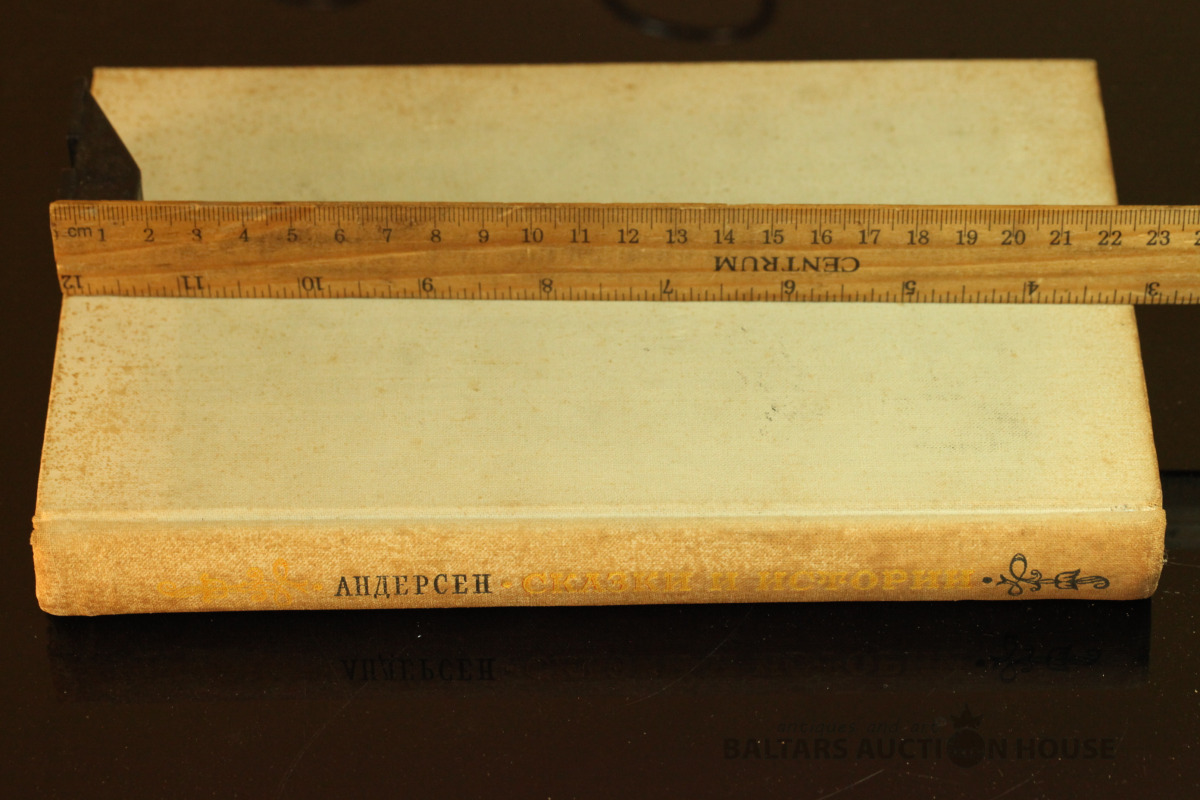 cm 1 2 3 4 5 6 7 8 9 10 11 12 13 14 15 16 17 18 19 20 21 22 23
CENTRUM
12 11 10 9 8 7 6 5 4 3
АНДЕРСЕН · СКАЗКИ И ИСТОРИИ ·
BALTARS AUCTION HOUSE